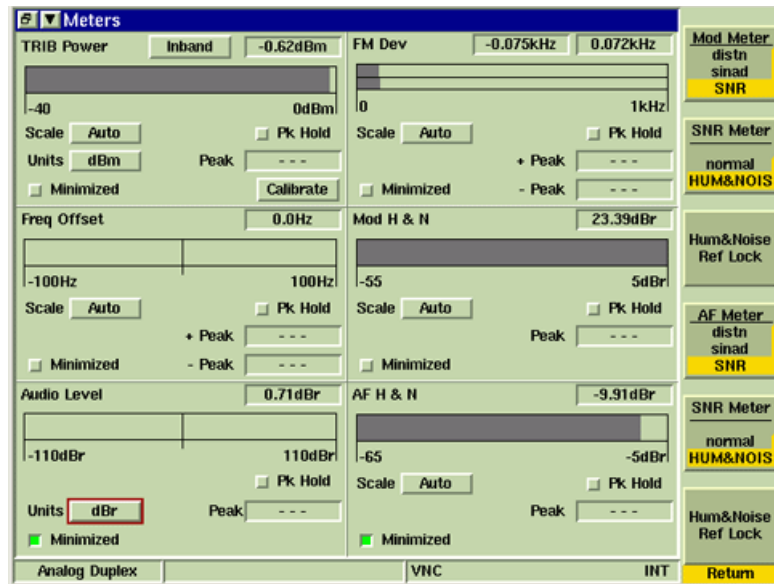 Meters
TRIB Power Inband -0.62dBm
-40 0dBm
Scale Auto Pk Hold
Units dBm Peak - - -
Minimized Calibrate
FM Dev -0.075kHz 0.072kHz
0 1kHz
Scale Auto Pk Hold
+ Peak - - -
Minimized - Peak - - -
Freq Offset 0.0Hz
-100Hz 100Hz
Scale Auto Pk Hold
+ Peak - - -
Minimized - Peak - - -
Mod H & N 23.39dBr
-55 5dBr
Scale Auto Pk Hold
Peak - - -
Minimized
Audio Level 0.71dBr
-110dBr 110dBr
Pk Hold
Units dBr Peak - - -
Minimized
AF H & N -9.91dBr
-65 -5dBr
Scale Auto Pk Hold
Peak - - -
Minimized
Analog Duplex VNC INT
Mod Meter
distn
sinad
SNR
SNR Meter
normal
HUM&NOIS
Hum&Noise
Ref Lock
AF Meter
distn
sinad
SNR
SNR Meter
normal
HUM&NOIS
Hum&Noise
Ref Lock
Return